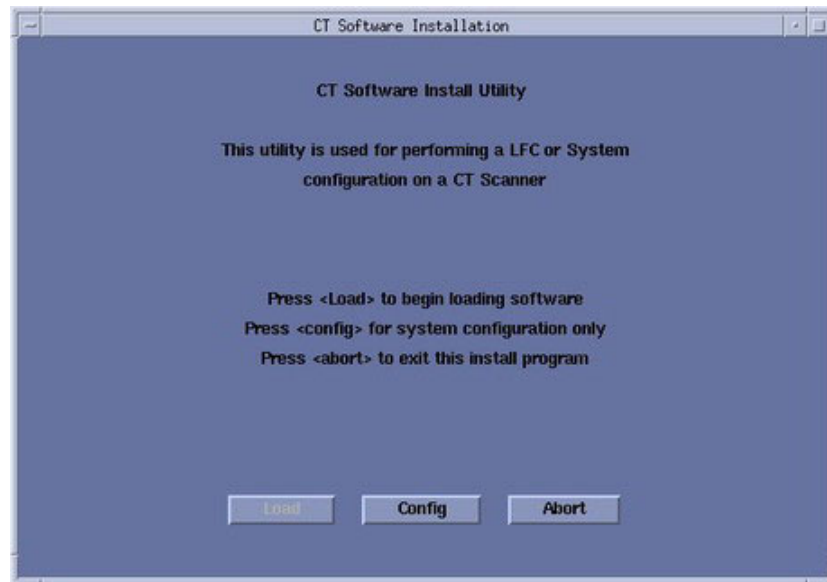 CT Software Installation
CT Software Install Utility
This utility is used for performing a LFC or System
configuration on a CT Scanner
Press <Load> to begin loading software
Press <config> for system configuration only
Press <abort> to exit this install program
Load
Config
Abort